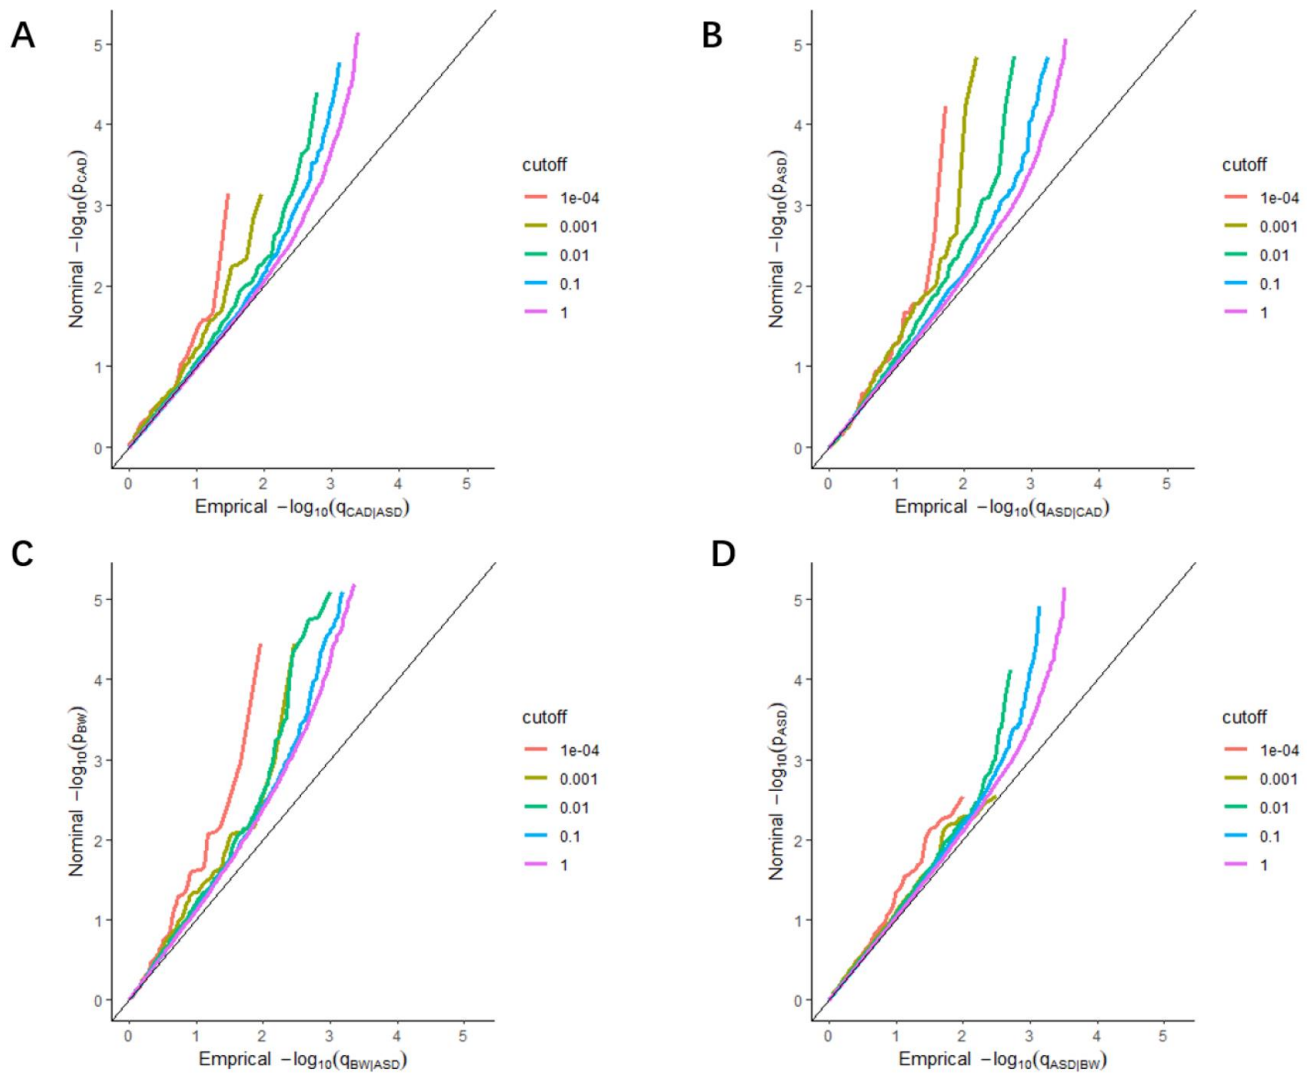 A
Nominal −log10(pCAD)
5
4
3
2
1
0
0 1 2 3 4 5
Emprical −log10(qCAD|ASD)
cutoff
1e-04
0.001
0.01
0.1
1
B
Nominal −log10(pASD)
5
4
3
2
1
0
0 1 2 3 4 5
Emprical −log10(qASD|CAD)
cutoff
1e-04
0.001
0.01
0.1
1
C
Nominal −log10(pBW)
5
4
3
2
1
0
0 1 2 3 4 5
Emprical −log10(qBW|ASD)
cutoff
1e-04
0.001
0.01
0.1
1
D
Nominal −log10(pASD)
5
4
3
2
1
0
0 1 2 3 4 5
Emprical −log10(qASD|BW)
cutoff
1e-04
0.001
0.01
0.1
1